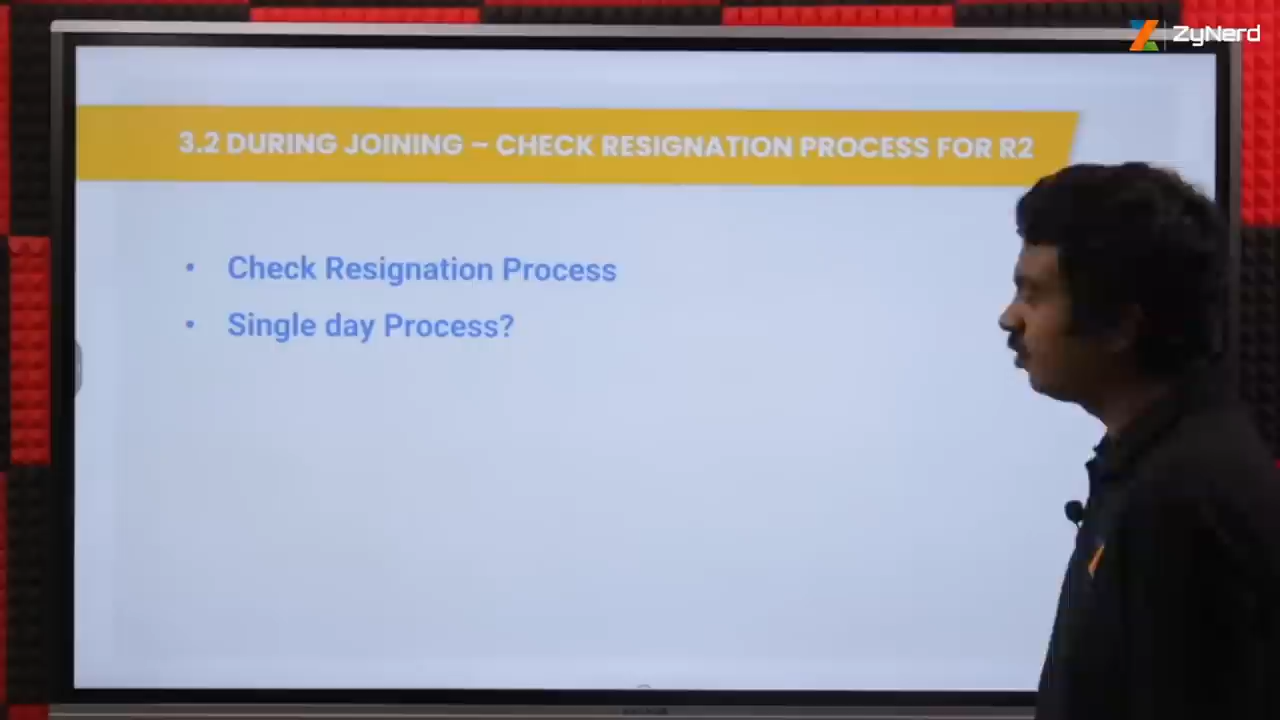 ZyNerd
3.2 DURING JOINING – CHECK RESIGNATION PROCESS FOR R2
• Check Resignation Process
• Single day Process?